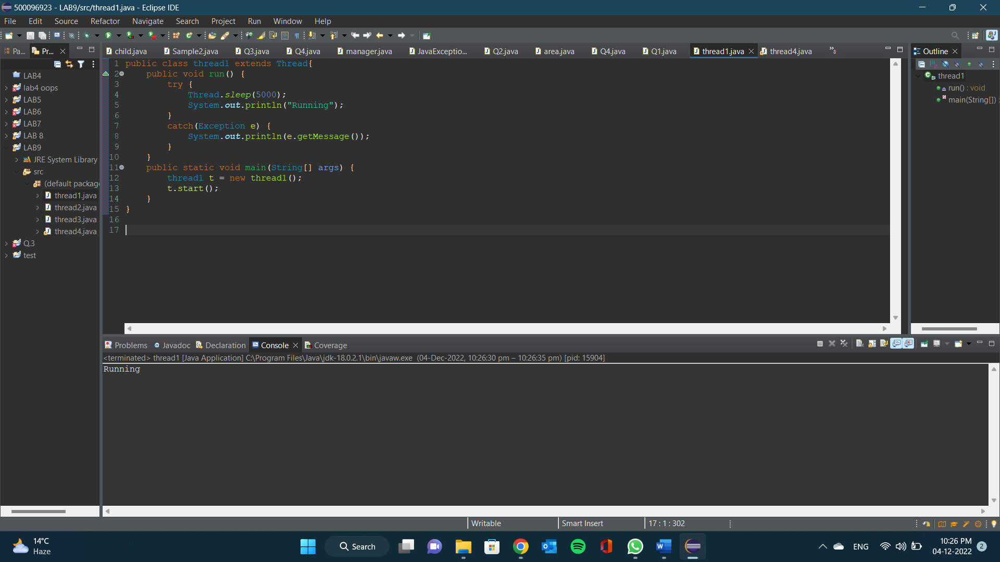 500096923 - LAB9/src/thread1.java - Eclipse IDE
File Edit Source Refactor Navigate Search Project Run Window Help
Pa... Pr... child.java Sample2.java Q3.java Q4.java manager.java JavaExceptio... Q2.java area.java Q4.java Q1.java thread1.java thread4.java »8 Outline
LAB4
lab4 oops
LAB5
LAB6
LAB7
LAB 8
LAB9
JRE System Library
src
(default packag
thread1.java
thread2.java
thread3.java
thread4.java
Q.3
test
1 public class thread1 extends Thread{
2 public void run() {
3 try {
4 Thread.sleep(5000);
5 System.out.println("Running");
6 }
7 catch(Exception e) {
8 System.out.println(e.getMessage());
9 }
10 }
11 public static void main(String[] args) {
12 thread1 t = new thread1();
13 t.start();
14 }
15 }
16
17
thread1
run() : void
main(String[]) :
Problems Javadoc Declaration Console Coverage
<terminated> thread1 [Java Application] C:\Program Files\Java\jdk-18.0.2.1\bin\javaw.exe (04-Dec-2022, 10:26:30 pm – 10:26:35 pm) [pid: 15904]
Running
Writable Smart Insert 17 : 1 : 302
14°C
Haze
Search
ENG
10:26 PM
04-12-2022
2